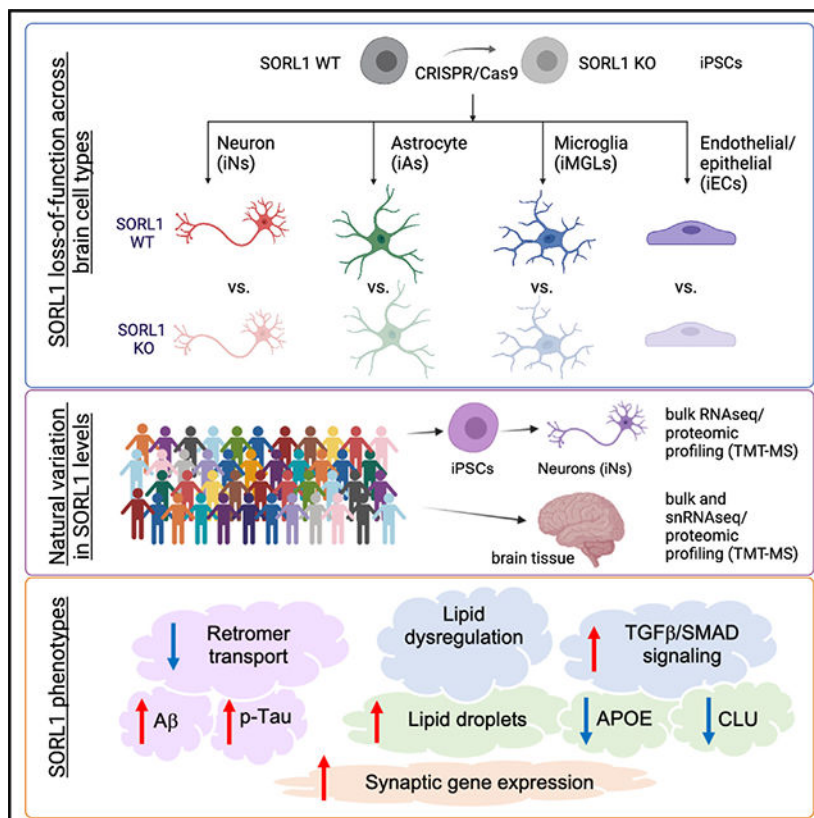 SORL1 loss-of-function across
brain cell types
SORL1 WT
CRISPR/Cas9
SORL1 KO
iPSCs
Neuron
(iNs)
Astrocyte
(iAs)
Microglia
(iMGLs)
Endothelial/
epithelial
(iECs)
SORL1
WT
vs.
vs.
vs.
vs.
SORL1
KO
Natural variation
in SORL1 levels
iPSCs
Neurons (iNs)
bulk RNAseq/
proteomic
profiling (TMT-MS)
brain tissue
bulk and
snRNAseq/
proteomic
profiling (TMT-MS)
SORL1 phenotypes
Retromer
transport
Lipid
dysregulation
TGFβ/SMAD
signaling
Aβ
p-Tau
Lipid droplets
APOE
CLU
Synaptic gene expression